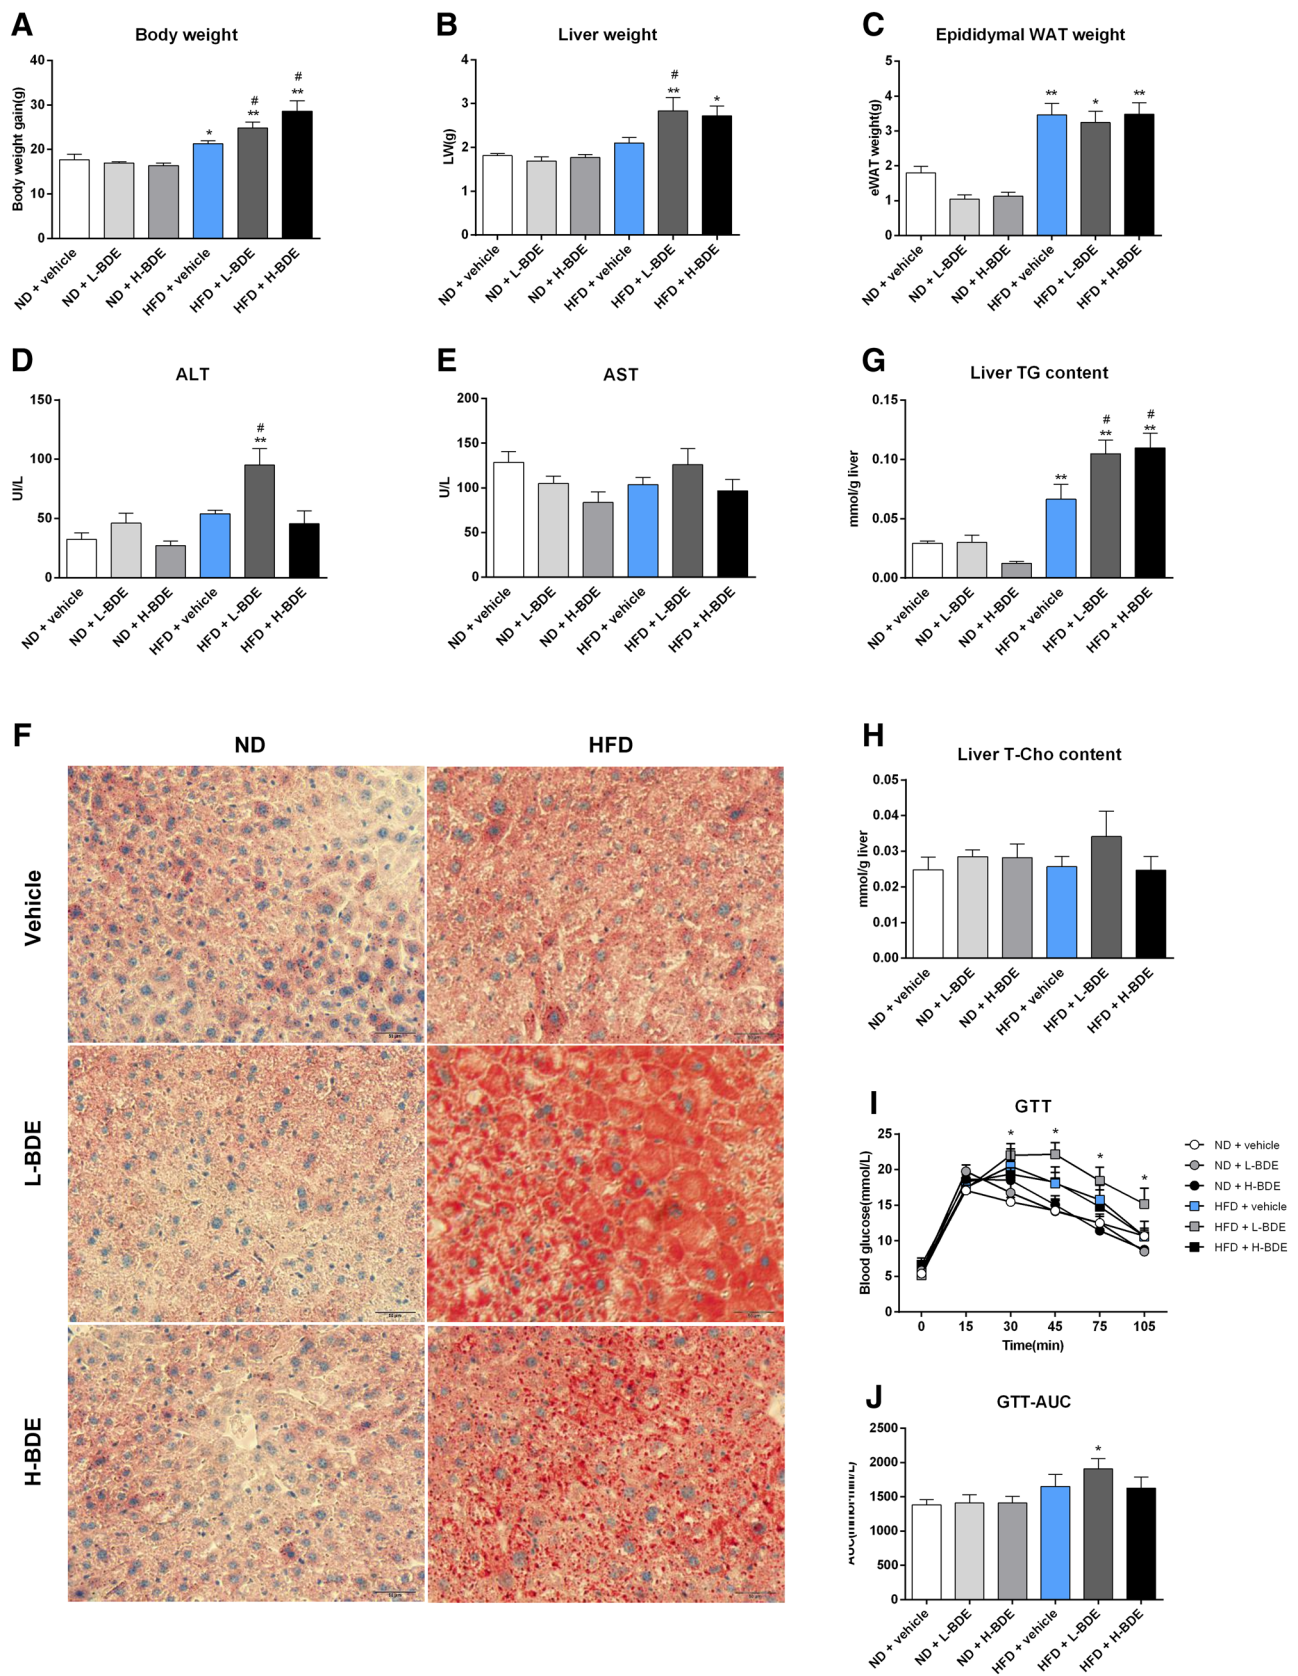 A
Body weight
Body weight gain(g)
40
30
20
10
0
* # ** # **
ND + vehicle
ND + L-BDE
ND + H-BDE
HFD + vehicle
HFD + L-BDE
HFD + H-BDE
B
Liver weight
LW(g)
4
3
2
1
0
# ** *
ND + vehicle
ND + L-BDE
ND + H-BDE
HFD + vehicle
HFD + L-BDE
HFD + H-BDE
C
Epididymal WAT weight
eWAT weight(g)
5
4
3
2
1
0
** * **
ND + vehicle
ND + L-BDE
ND + H-BDE
HFD + vehicle
HFD + L-BDE
HFD + H-BDE
D
ALT
UI/L
150
100
50
0
# **
ND + vehicle
ND + L-BDE
ND + H-BDE
HFD + vehicle
HFD + L-BDE
HFD + H-BDE
E
AST
U/L
200
150
100
50
0
ND + vehicle
ND + L-BDE
ND + H-BDE
HFD + vehicle
HFD + L-BDE
HFD + H-BDE
G
Liver TG content
mmol/g liver
0.15
0.10
0.05
0.00
** # ** # **
ND + vehicle
ND + L-BDE
ND + H-BDE
HFD + vehicle
HFD + L-BDE
HFD + H-BDE
F
ND
HFD
Vehicle
L-BDE
H-BDE
H
Liver T-Cho content
mmol/g liver
0.05
0.04
0.03
0.02
0.01
0.00
ND + vehicle
ND + L-BDE
ND + H-BDE
HFD + vehicle
HFD + L-BDE
HFD + H-BDE
I
GTT
Blood glucose(mmol/L)
25
20
15
10
5
0
* * * *
0 15 30 45 75 105
Time(min)
ND + vehicle
ND + L-BDE
ND + H-BDE
HFD + vehicle
HFD + L-BDE
HFD + H-BDE
J
GTT-AUC
2500
2000
1500
1000
500
0
*
ND + vehicle
ND + L-BDE
ND + H-BDE
HFD + vehicle
HFD + L-BDE
HFD + H-BDE